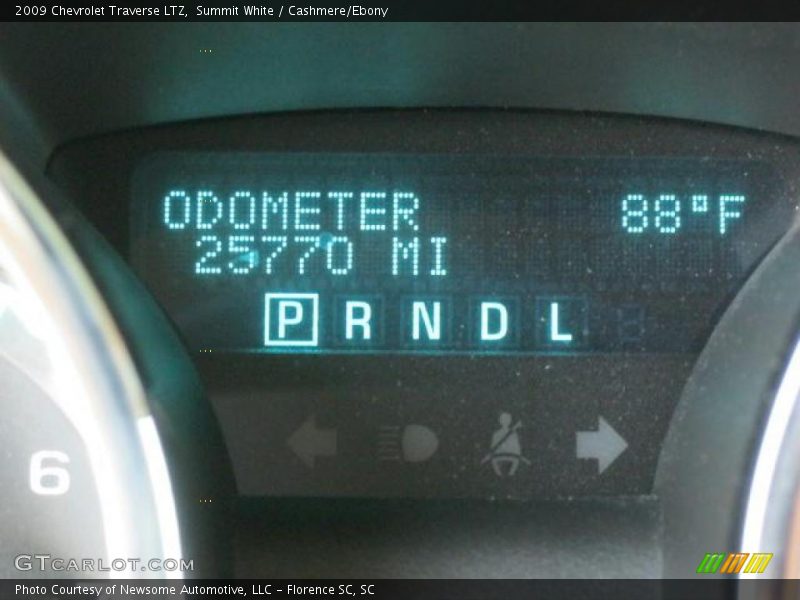 2009 Chevrolet Traverse LTZ, Summit White / Cashmere/Ebony
ODOMETER 88°F
25770 MI
P R N D L
6
GTCARLOT.COM
Photo Courtesy of Newsome Automotive, LLC - Florence SC, SC